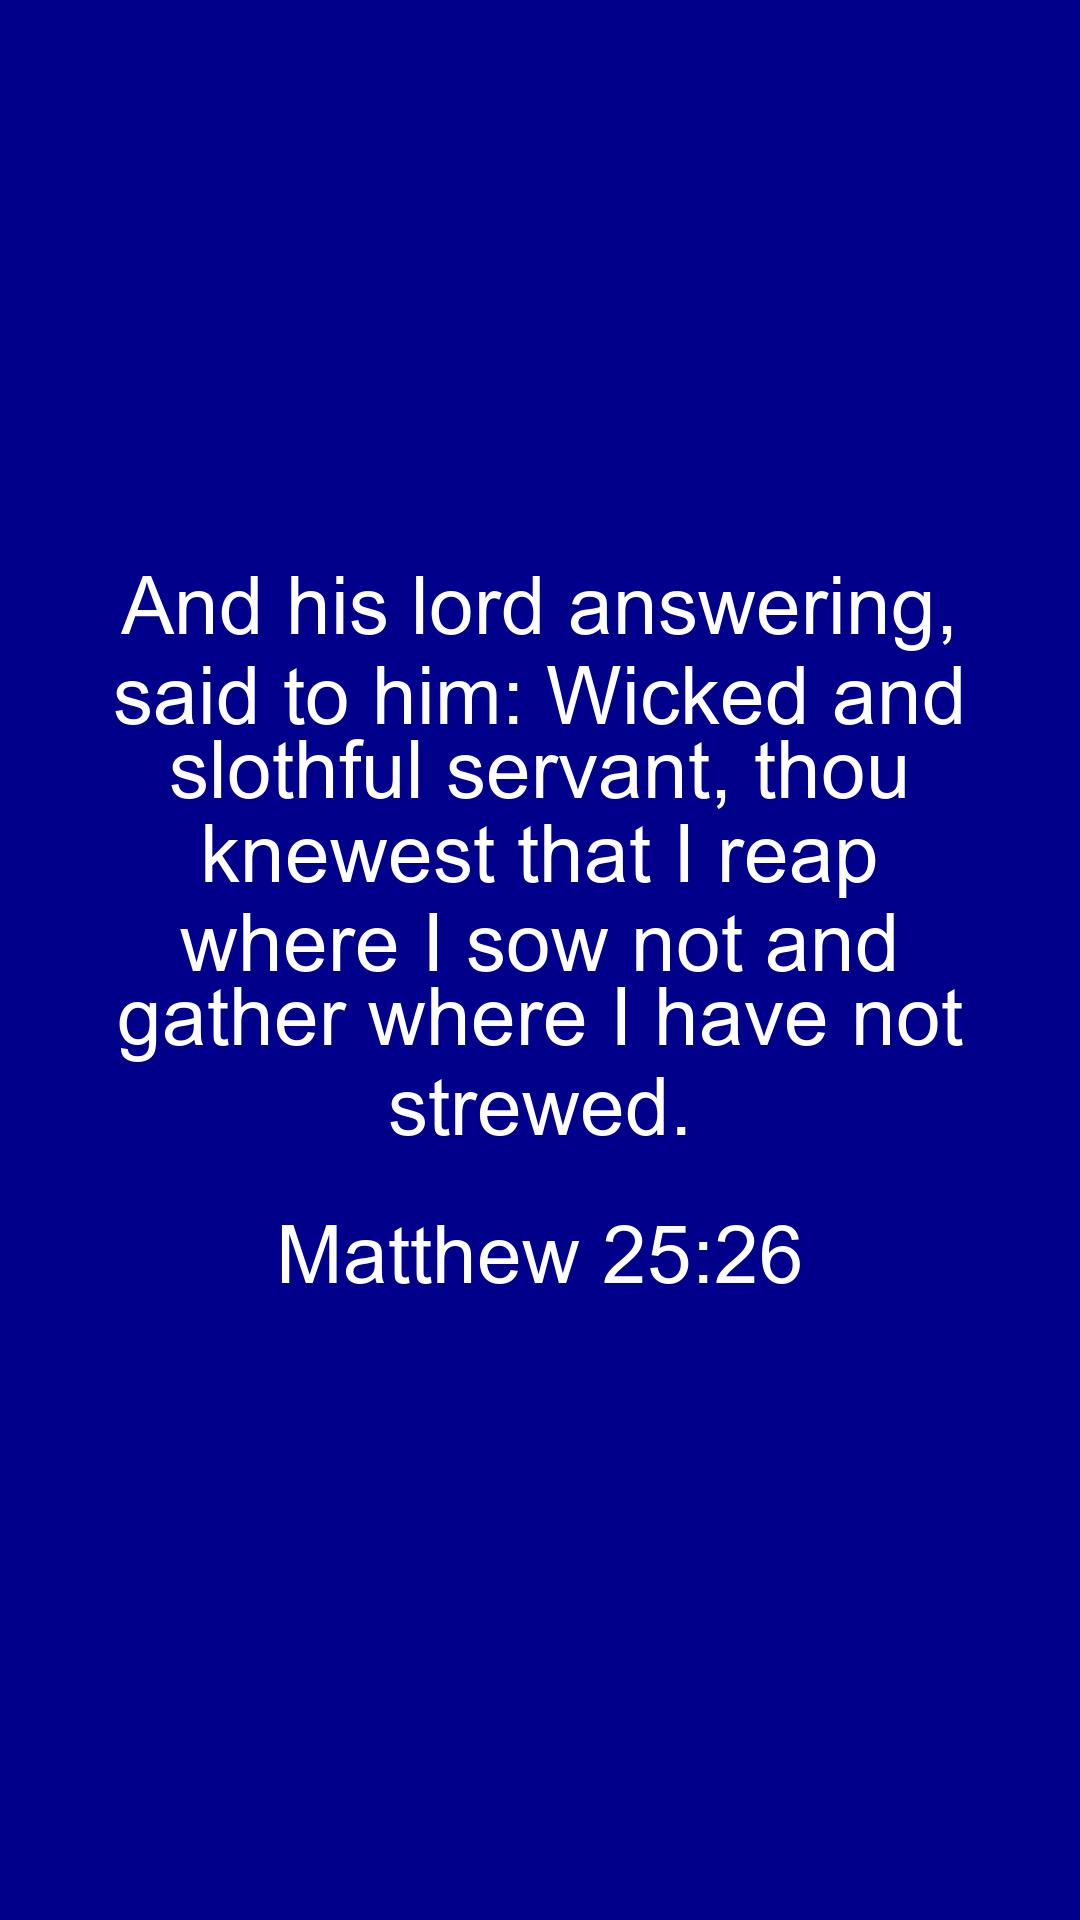 And his lord answering,
said to him: Wicked and
slothful servant, thou
knewest that I reap
where I sow not and
gather where I have not
strewed.
Matthew 25:26